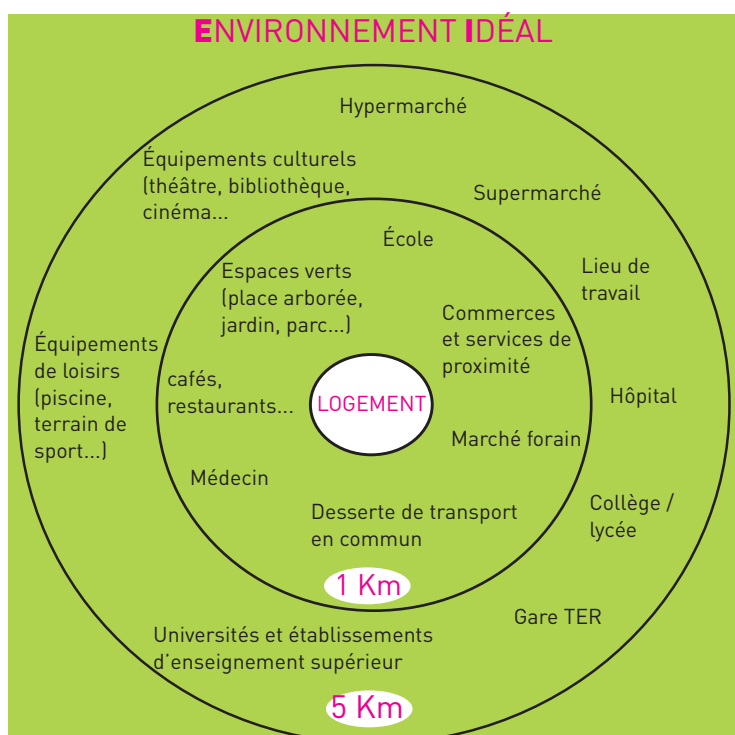 ENVIRONNEMENT IDÉAL
Hypermarché
Équipements culturels
(théâtre, bibliothèque,
cinéma...
Supermarché
École
Espaces verts
(place arborée,
jardin, parc...)
Lieu de
travail
Commerces
et services de
proximité
Équipements
de loisirs
(piscine,
terrain de
sport...)
cafés,
restaurants...
LOGEMENT
Hôpital
Marché forain
Médecin
Desserte de transport
en commun
Collège /
lycée
1 Km
Gare TER
Universités et établissements
d'enseignement supérieur
5 Km